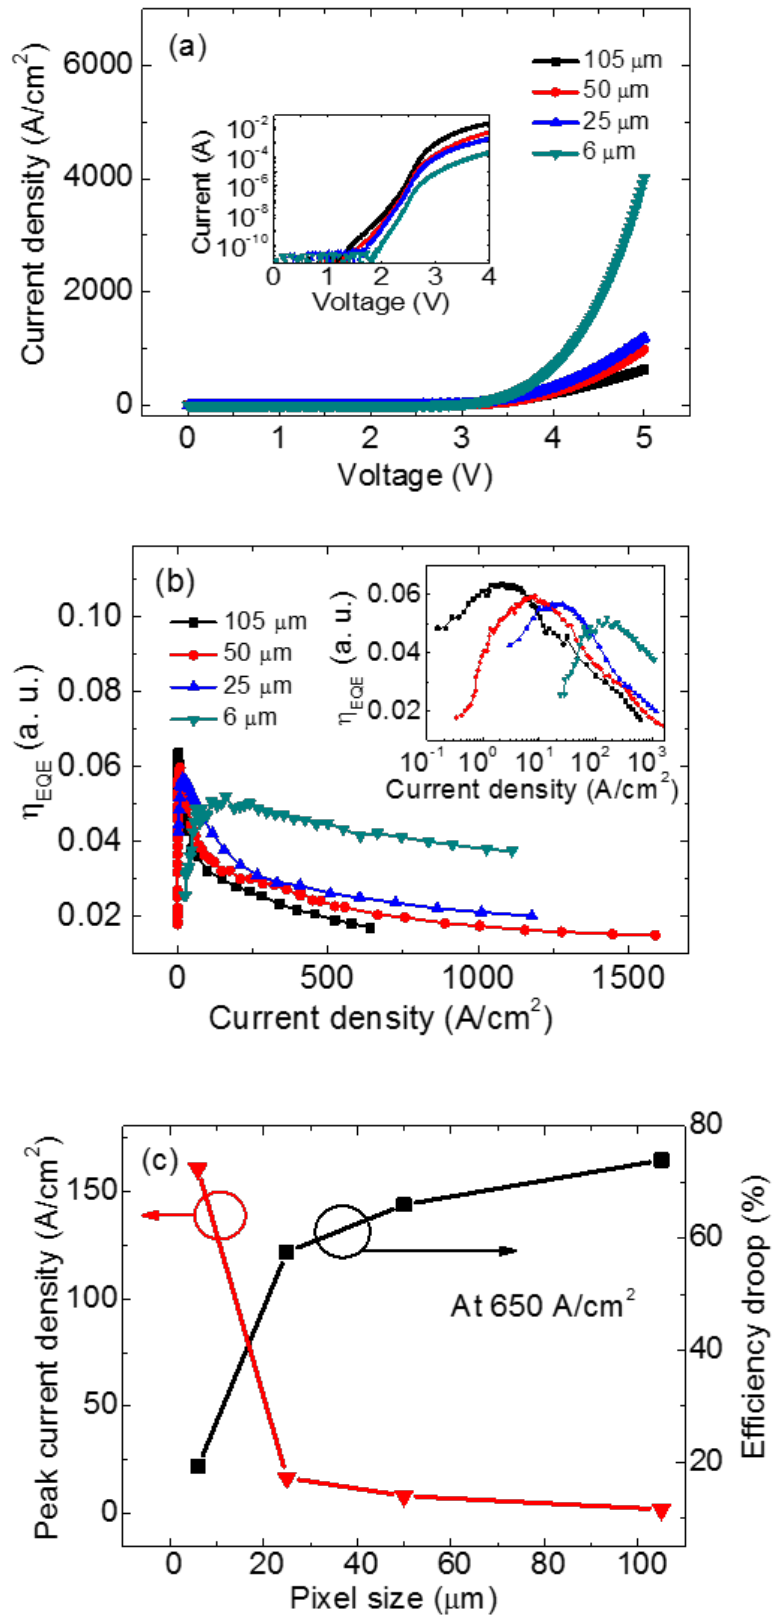 (a)
Current density (A/cm²)
6000
4000
2000
0
105 μm
50 μm
25 μm
6 μm
Current (A)
10⁻²
10⁻⁴
10⁻⁶
10⁻⁸
10⁻¹⁰
0 1 2 3 4
Voltage (V)
0 1 2 3 4 5
Voltage (V)
(b)
η_EQE (a. u.)
0.10
0.08
0.06
0.04
0.02
105 μm
50 μm
25 μm
6 μm
η_EQE (a. u.)
0.06
0.04
0.02
10⁻¹ 10⁰ 10¹ 10² 10³
Current density (A/cm²)
0 500 1000 1500
Current density (A/cm²)
(c)
Peak current density (A/cm²)
150
100
50
0
80
60
40
20
Efficiency droop (%)
At 650 A/cm²
0 20 40 60 80 100
Pixel size (μm)